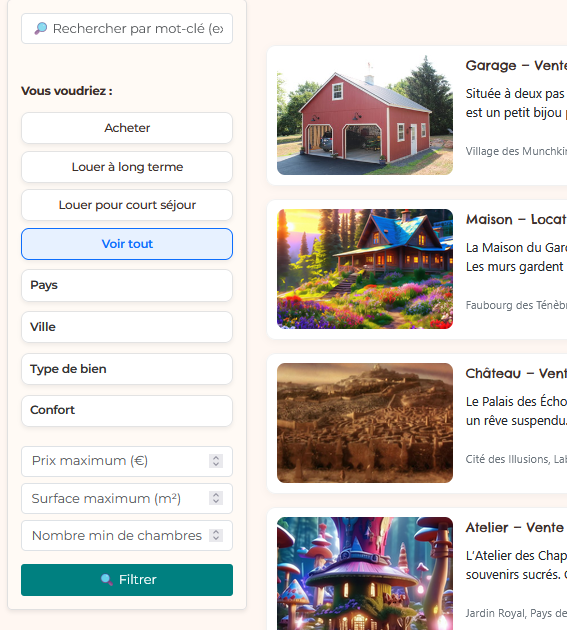 🔎 Rechercher par mot-clé (ex
Vous voudriez :
Acheter
Louer à long terme
Louer pour court séjour
Voir tout
Pays
Ville
Type de bien
Confort
Prix maximum (€)
Surface maximum (m²)
Nombre min de chambres
🔍 Filtrer
Garage – Vente
Située à deux pas
est un petit bijou
Village des Munchkin
Maison – Locat
La Maison du Gard
Les murs gardent
Faubourg des Ténèbr
Château – Vent
Le Palais des Écho
un rêve suspendu.
Cité des Illusions, Lab
Atelier – Vente
L'Atelier des Chap
souvenirs sucrés.
Jardin Royal, Pays de